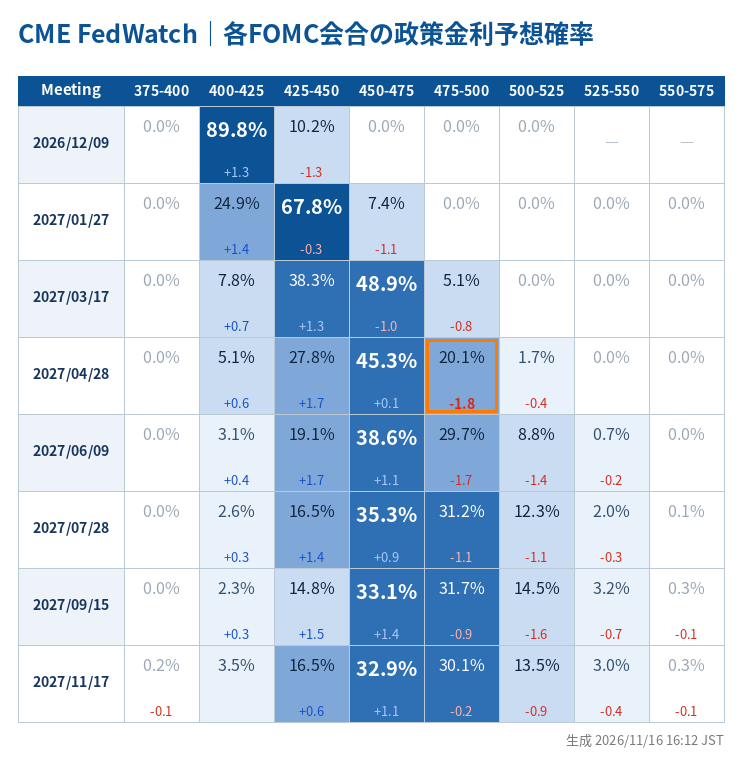 CME FedWatch｜各FOMC会合の政策金利予想確率
Meeting 375-400 400-425 425-450 450-475 475-500 500-525 525-550 550-575
2026/12/09 0.0% 89.8% 10.2% 0.0% 0.0% 0.0% — —
+1.3 -1.3
2027/01/27 0.0% 24.9% 67.8% 7.4% 0.0% 0.0% 0.0% 0.0%
+1.4 -0.3 -1.1
2027/03/17 0.0% 7.8% 38.3% 48.9% 5.1% 0.0% 0.0% 0.0%
+0.7 +1.3 -1.0 -0.8
2027/04/28 0.0% 5.1% 27.8% 45.3% 20.1% 1.7% 0.0% 0.0%
+0.6 +1.7 +0.1 -1.8 -0.4
2027/06/09 0.0% 3.1% 19.1% 38.6% 29.7% 8.8% 0.7% 0.0%
+0.4 +1.7 +1.1 -1.7 -1.4 -0.2
2027/07/28 0.0% 2.6% 16.5% 35.3% 31.2% 12.3% 2.0% 0.1%
+0.3 +1.4 +0.9 -1.1 -1.1 -0.3
2027/09/15 0.0% 2.3% 14.8% 33.1% 31.7% 14.5% 3.2% 0.3%
+0.3 +1.5 +1.4 -0.9 -1.6 -0.7 -0.1
2027/11/17 0.2% 3.5% 16.5% 32.9% 30.1% 13.5% 3.0% 0.3%
-0.1 +0.6 +1.1 -0.2 -0.9 -0.4 -0.1
生成 2026/11/16 16:12 JST